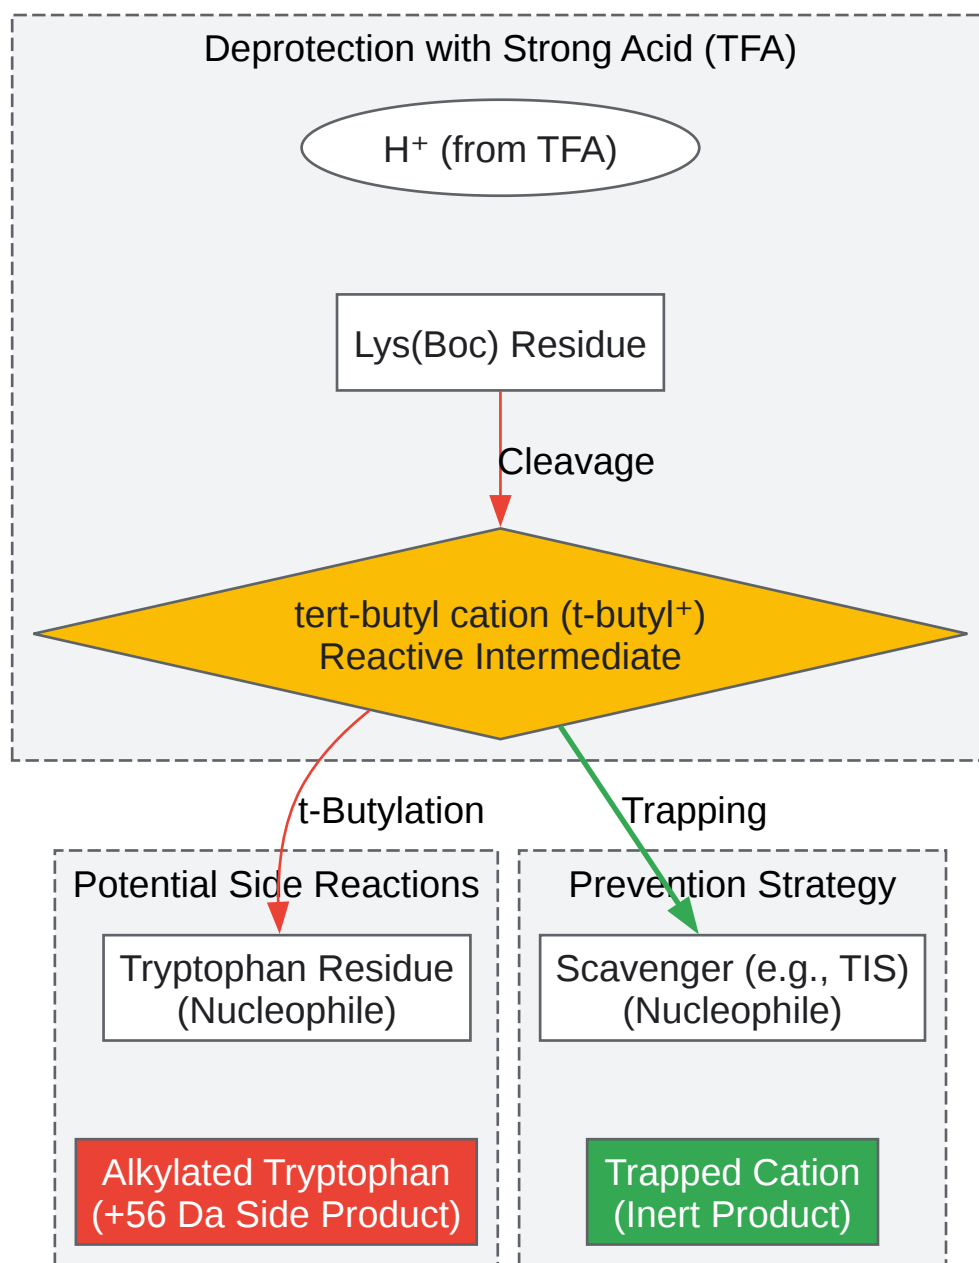 Deprotection with Strong Acid (TFA)
H⁺ (from TFA)
Lys(Boc) Residue
Cleavage
tert-butyl cation (t-butyl⁺)
Reactive Intermediate
t-Butylation
Trapping
Potential Side Reactions
Prevention Strategy
Tryptophan Residue
(Nucleophile)
Scavenger (e.g., TIS)
(Nucleophile)
Alkylated Tryptophan
(+56 Da Side Product)
Trapped Cation
(Inert Product)